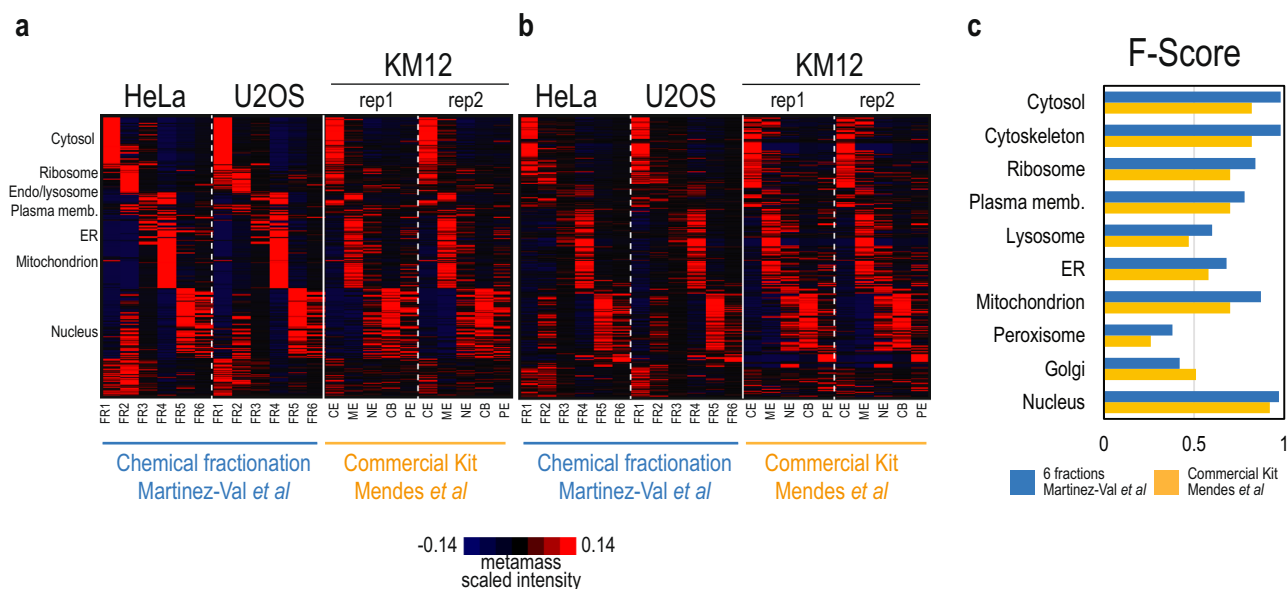 a
b
c
KM12
KM12
F-Score
HeLa
U2OS
rep1
rep2
HeLa
U2OS
rep1
rep2
Cytosol
Ribosome
Endo/lysosome
Plasma memb.
ER
Mitochondrion
Nucleus
FR1 FR2 FR3 FR4 FR5 FR6 FR1 FR2 FR3 FR4 FR5 FR6 CE ME NE CB PE CE ME NE CB PE
FR1 FR2 FR3 FR4 FR5 FR6 FR1 FR2 FR3 FR4 FR5 FR6 CE ME NE CB PE CE ME NE CB PE
Chemical fractionation
Martinez-Val et al
Commercial Kit
Mendes et al
Chemical fractionation
Martinez-Val et al
Commercial Kit
Mendes et al
-0.14 0.14
metamass
scaled intensity
Cytosol
Cytoskeleton
Ribosome
Plasma memb.
Lysosome
ER
Mitochondrion
Peroxisome
Golgi
Nucleus
0 0.5 1
6 fractions
Martinez-Val et al
Commercial Kit
Mendes et al